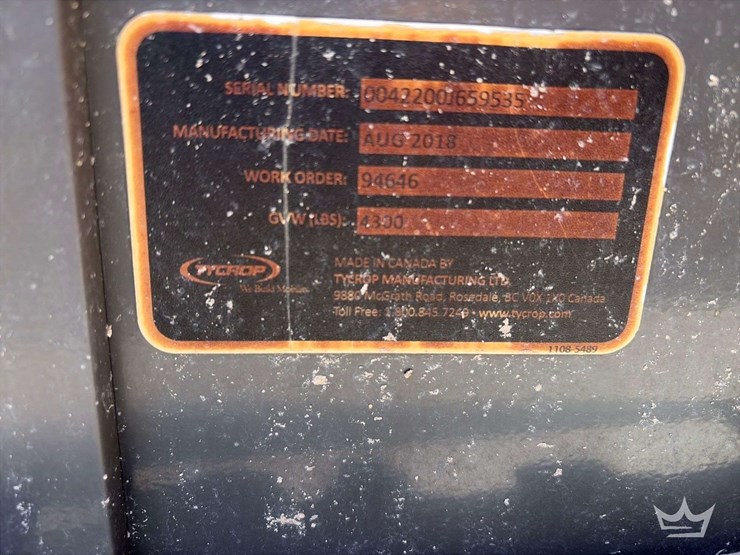 SERIAL NUMBER: 0042200J659535
MANUFACTURING DATE: AUG 2018
WORK ORDER: 94646
GVW (LBS): 4300
TYCROP
We Build Motion.
MADE IN CANADA BY
TYCROP MANUFACTURING LTD.
9880 McGrath Road, Rosedale, BC V0X 1X0 Canada
Toll Free: 1.800.845.7249 • www.tycrop.com
1108-5489